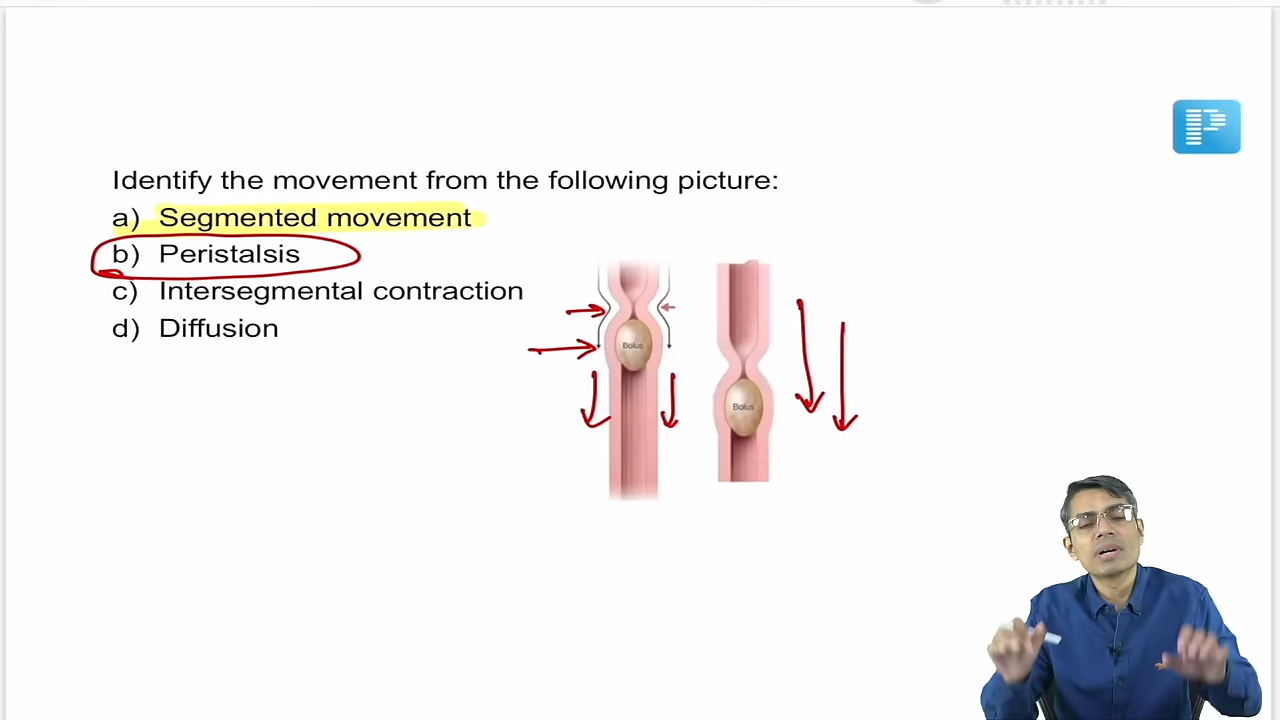 Identify the movement from the following picture:
a) Segmented movement
b) Peristalsis
c) Intersegmental contraction
d) Diffusion
Bolus
Bolus
P